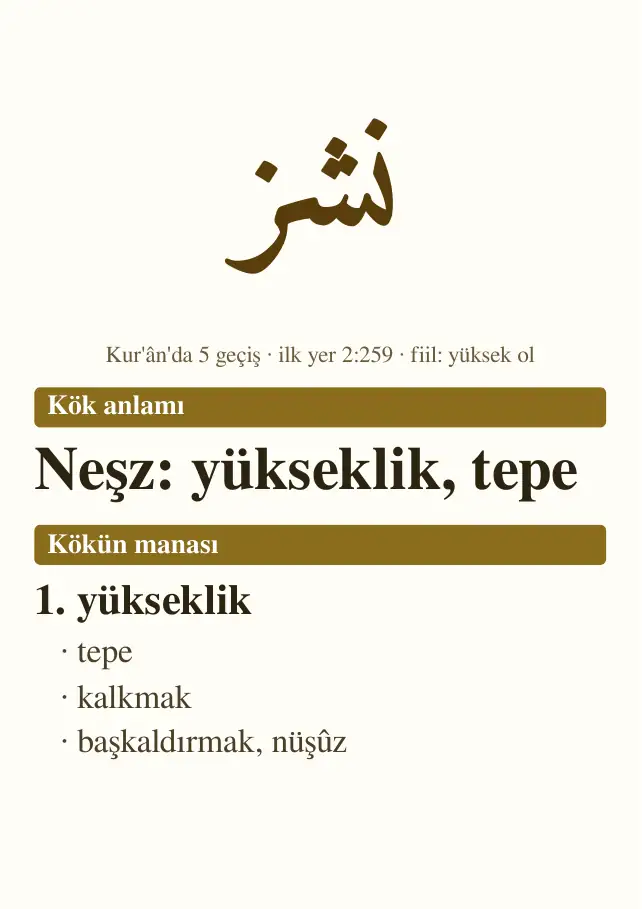 نشز
Kur'ân'da 5 geçiş · ilk yer 2:259 · fiil: yüksek ol
Kök anlamı
Neşz: yükseklik, tepe
Kökün manası
1. yükseklik
· tepe
· kalkmak
· başkaldırmak, nüşûz